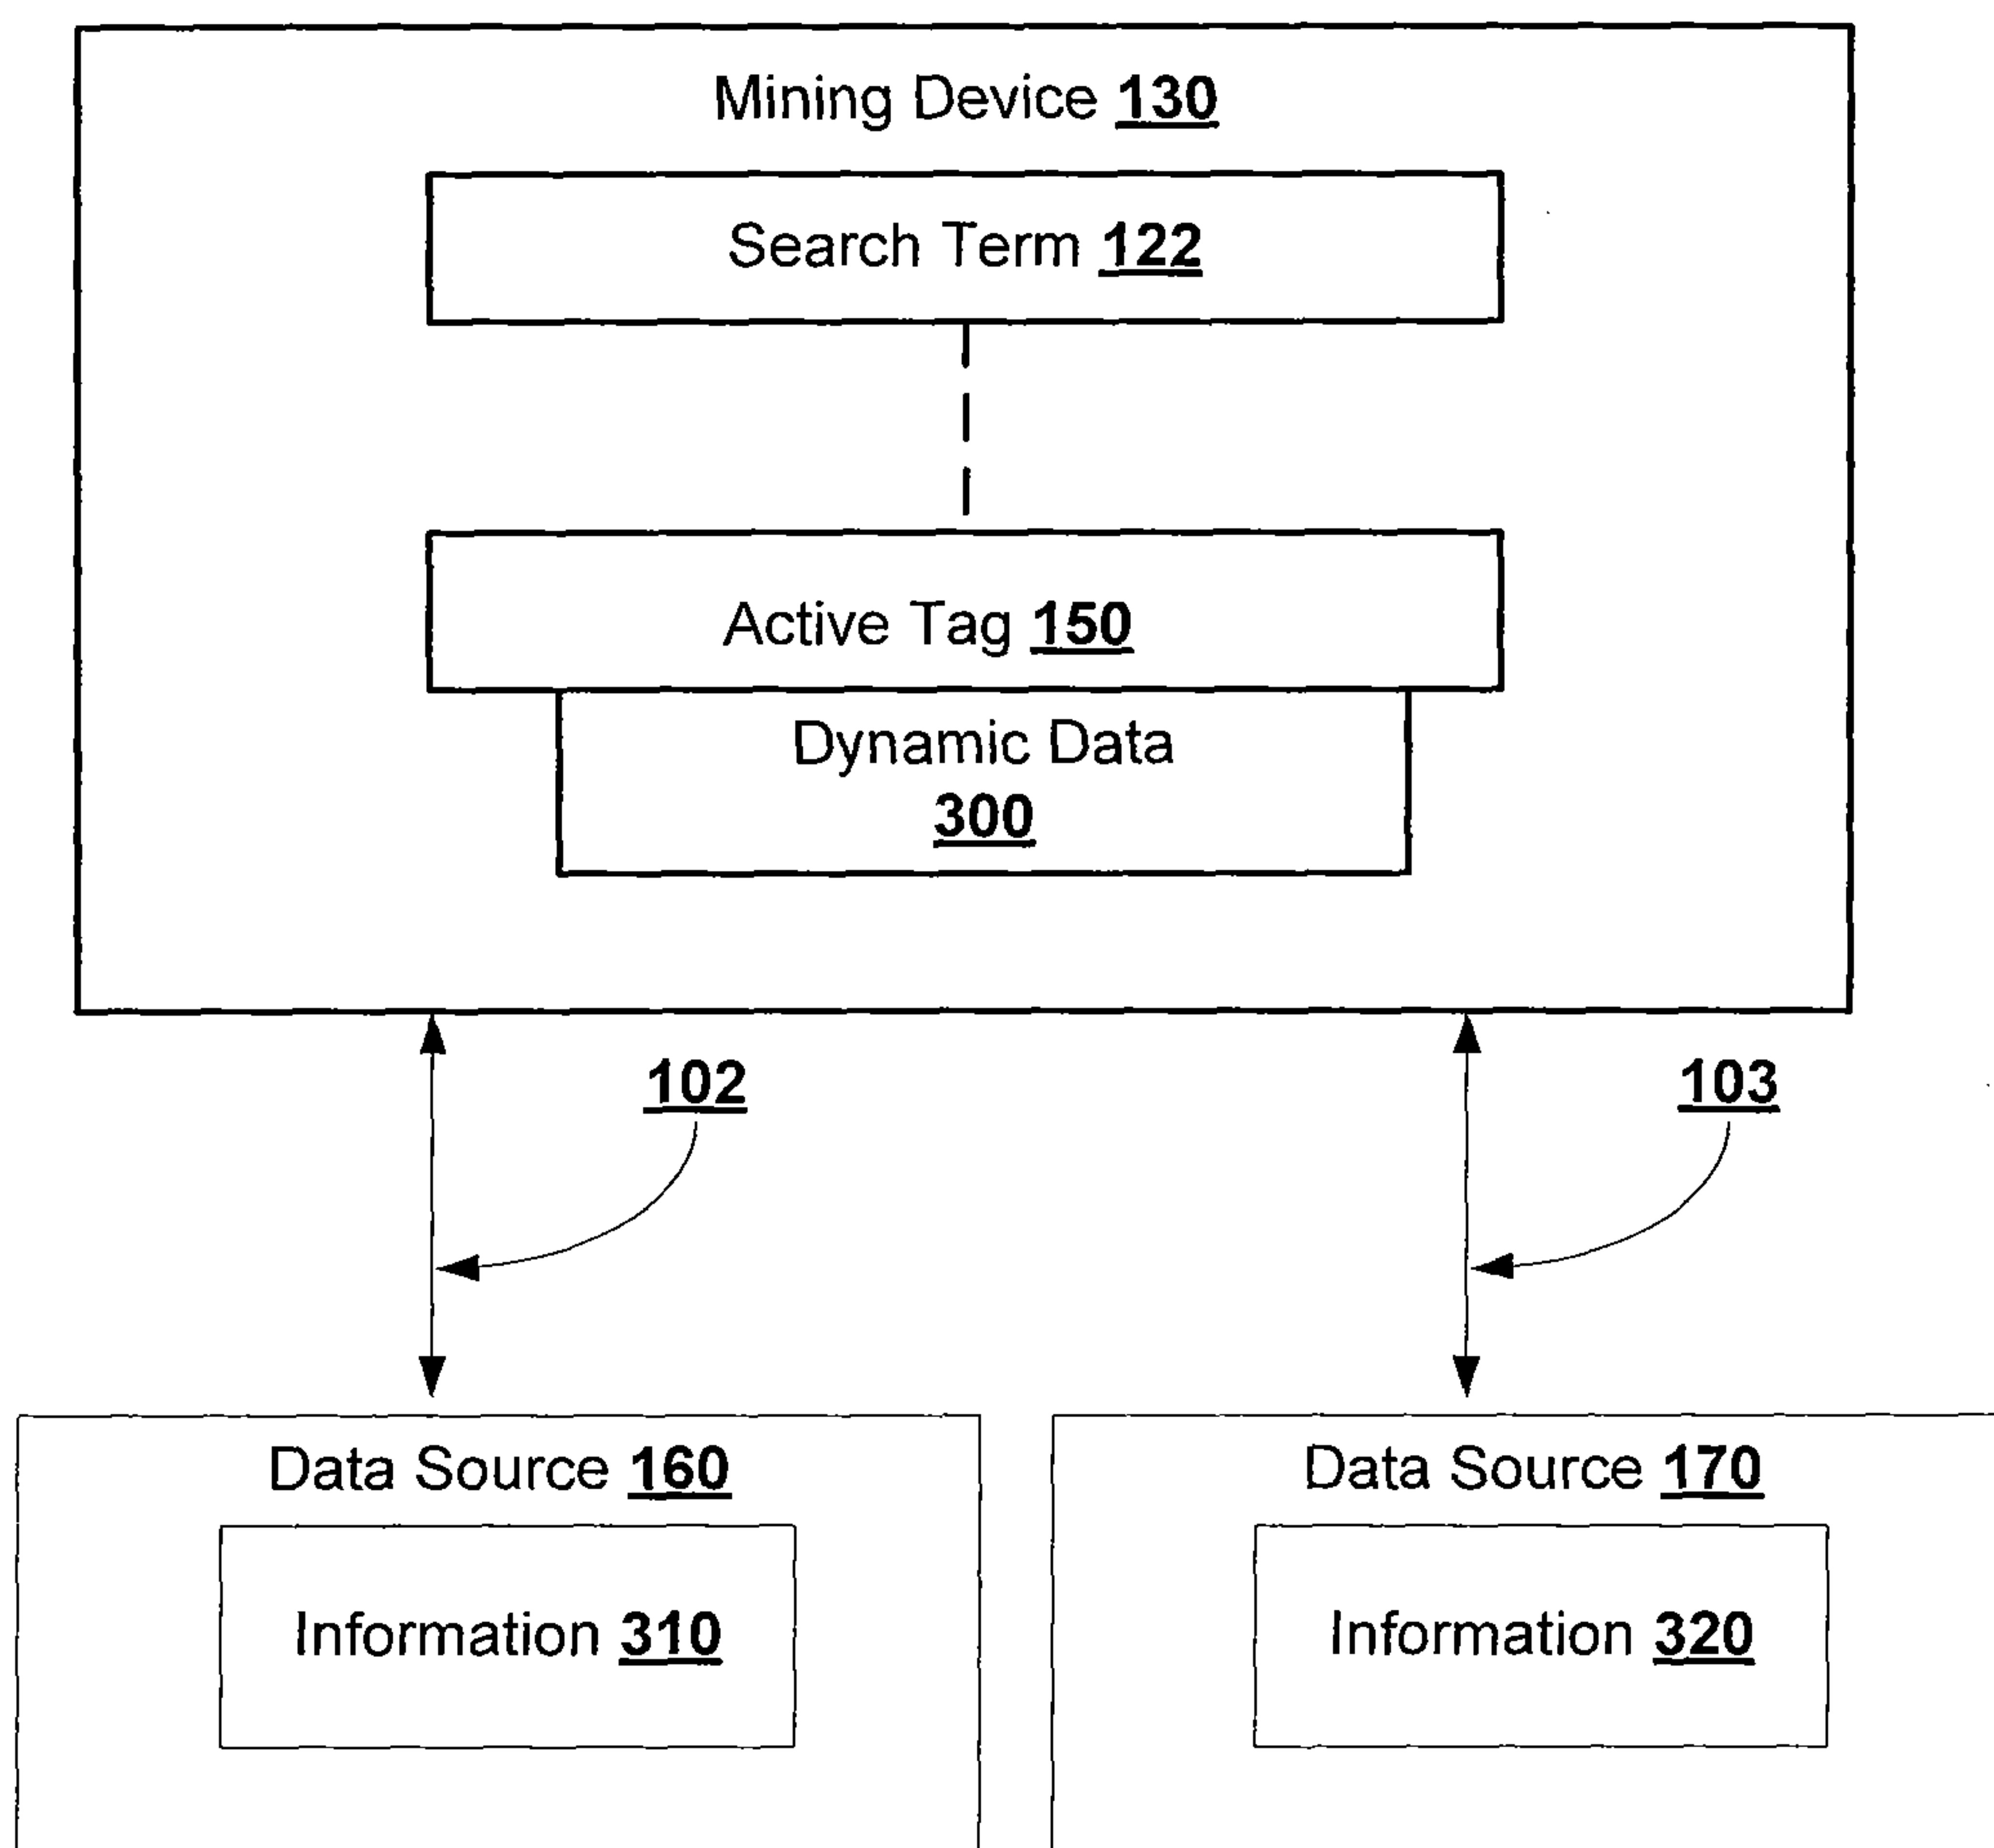 Mining Device 130
Search Term 122
Active Tag 150
Dynamic Data
300
102
103
Data Source 160
Data Source 170
Information 310
Information 320